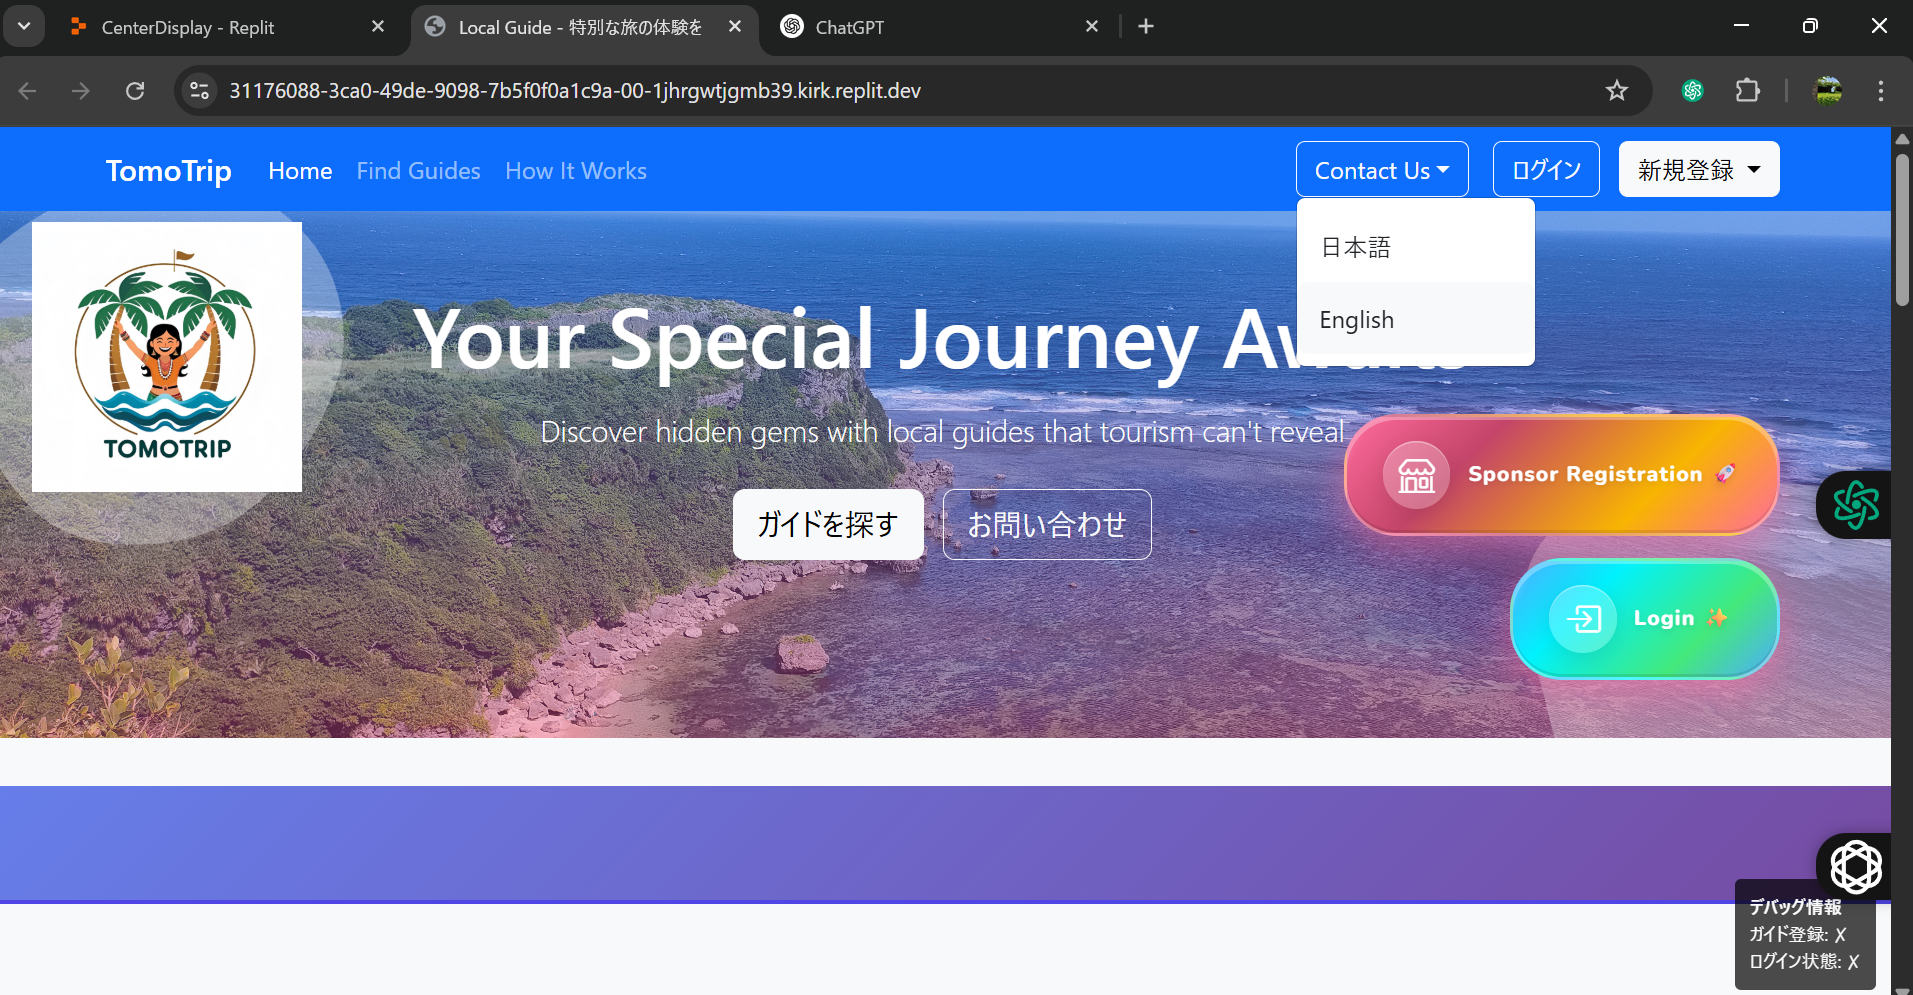 CenterDisplay - Replit
Local Guide - 特別な旅の体験を
ChatGPT
31176088-3ca0-49de-9098-7b5f0f0a1c9a-00-1jhrgwtjgmb39.kirk.replit.dev
TomoTrip
Home
Find Guides
How It Works
Contact Us
ログイン
新規登録
日本語
English
TOMOTRIP
Your Special Journey
Discover hidden gems with local guides that tourism can't reveal
ガイドを探す
お問い合わせ
Sponsor Registration 🚀
Login ✨
デバッグ情報
ガイド登録: ✗
ログイン状態: ✗